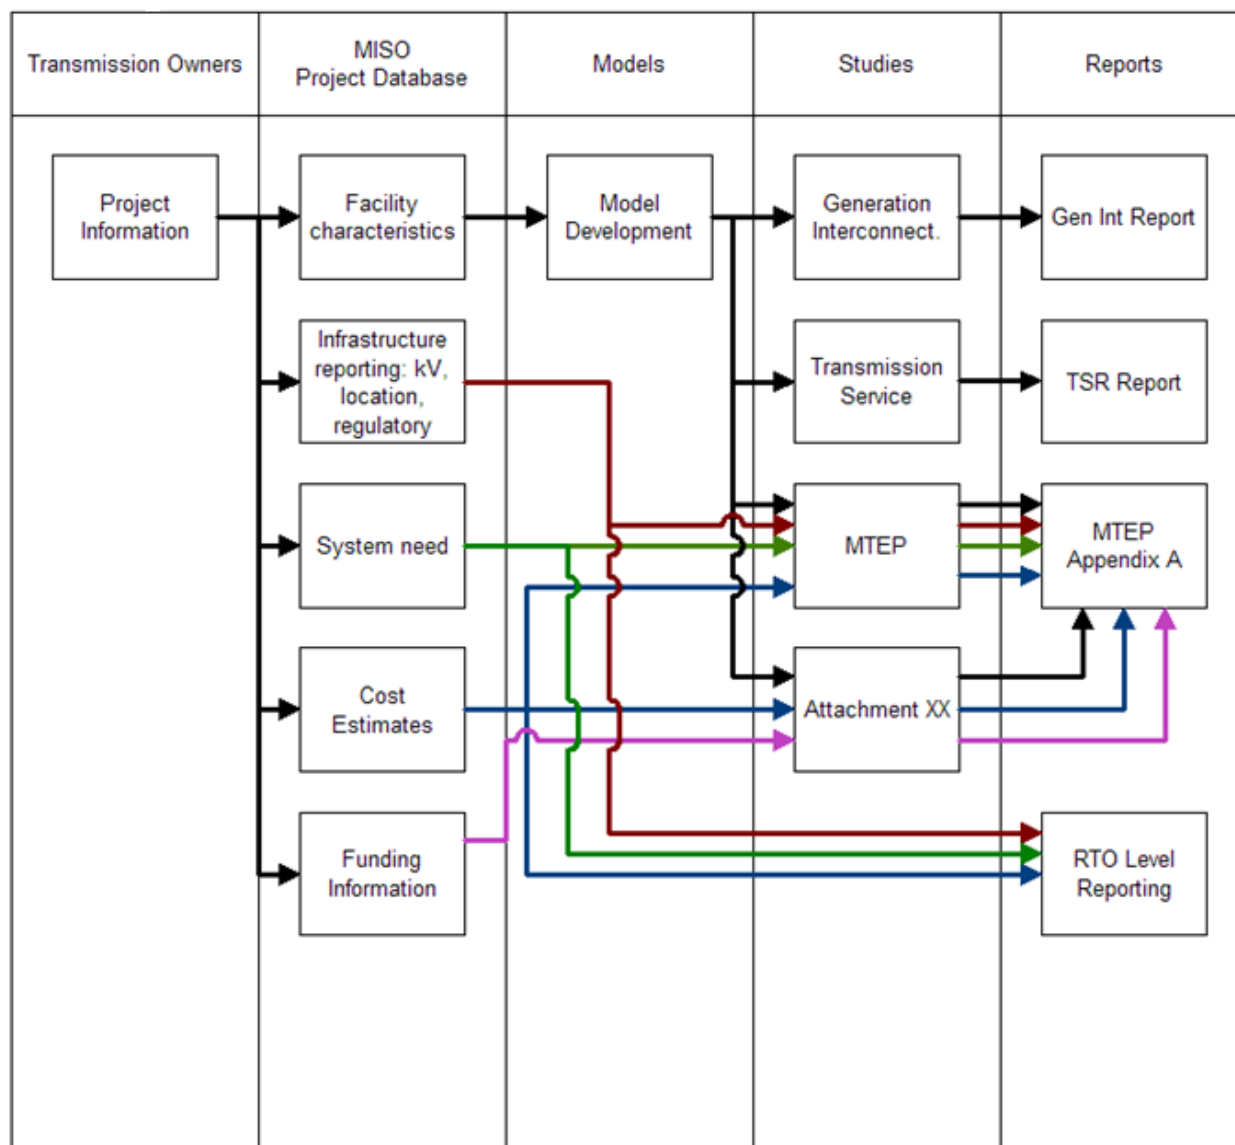 Transmission Owners
MISO
Project Database
Models
Studies
Reports
Project
Information
Facility
characteristics
Model
Development
Generation
Interconnect.
Gen Int Report
Infrastructure
reporting: kV,
location,
regulatory
Transmission
Service
TSR Report
System need
MTEP
MTEP
Appendix A
Cost
Estimates
Attachment XX
Funding
Information
RTO Level
Reporting